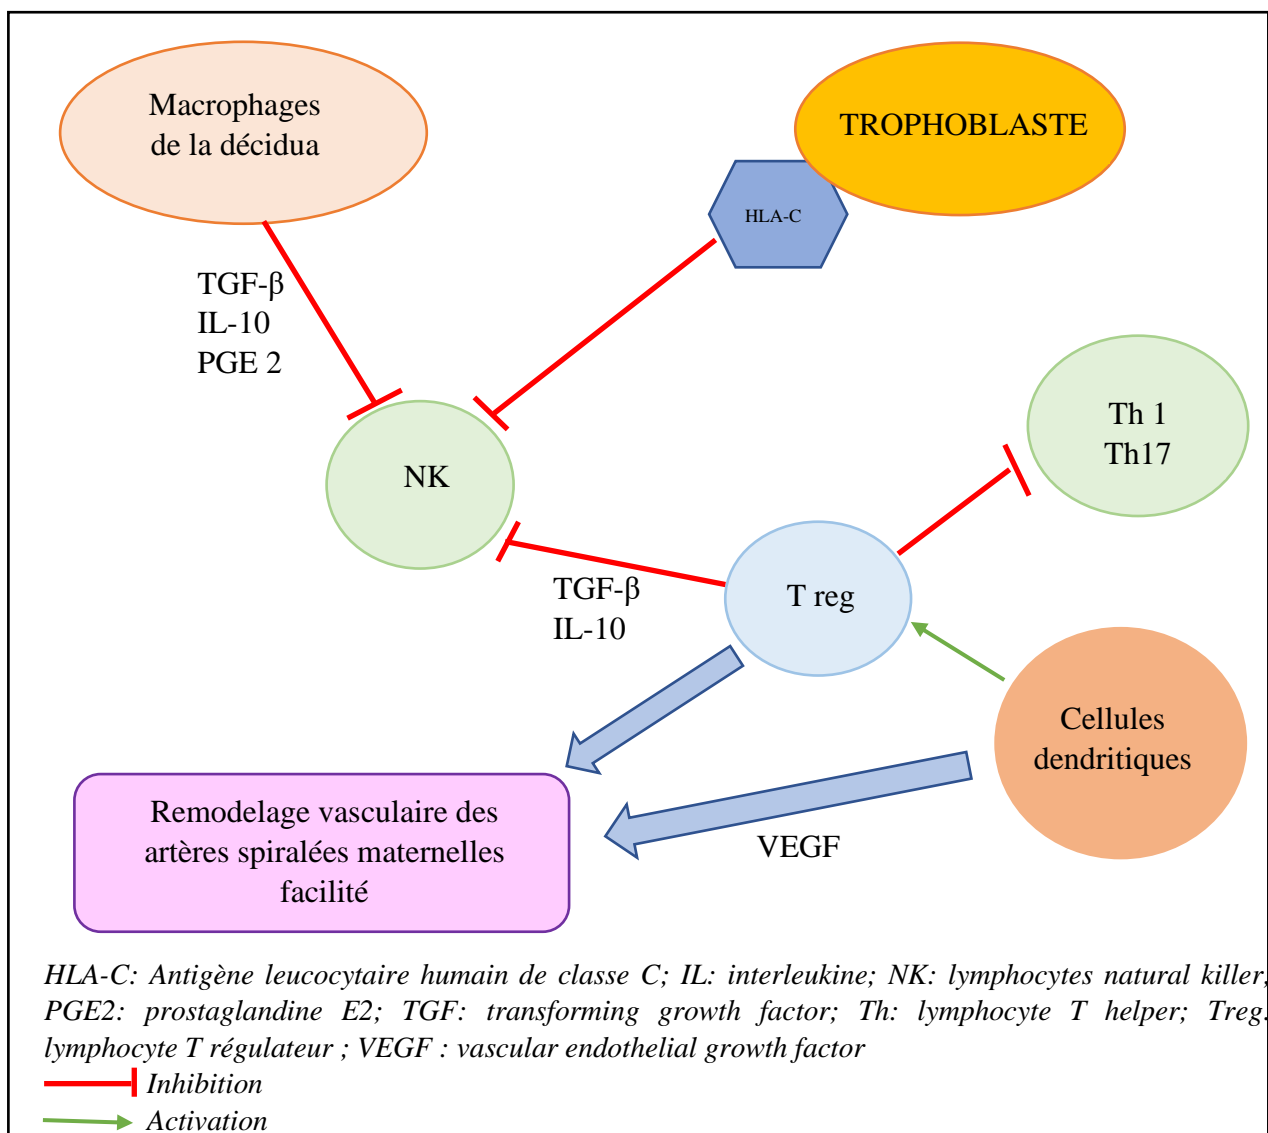 Macrophages
de la décidua
TROPHOBLASTE
HLA-C
TGF-β
IL-10
PGE 2
Th 1
Th17
NK
T reg
TGF-β
IL-10
Cellules
dendritiques
Remodelage vasculaire des
artères spiralées maternelles
facilité
VEGF
HLA-C: Antigène leucocytaire humain de classe C; IL: interleukine; NK: lymphocytes natural killer,
PGE2: prostaglandine E2; TGF: transforming growth factor; Th: lymphocyte T helper; Treg:
lymphocyte T régulateur ; VEGF : vascular endothelial growth factor
Inhibition
Activation